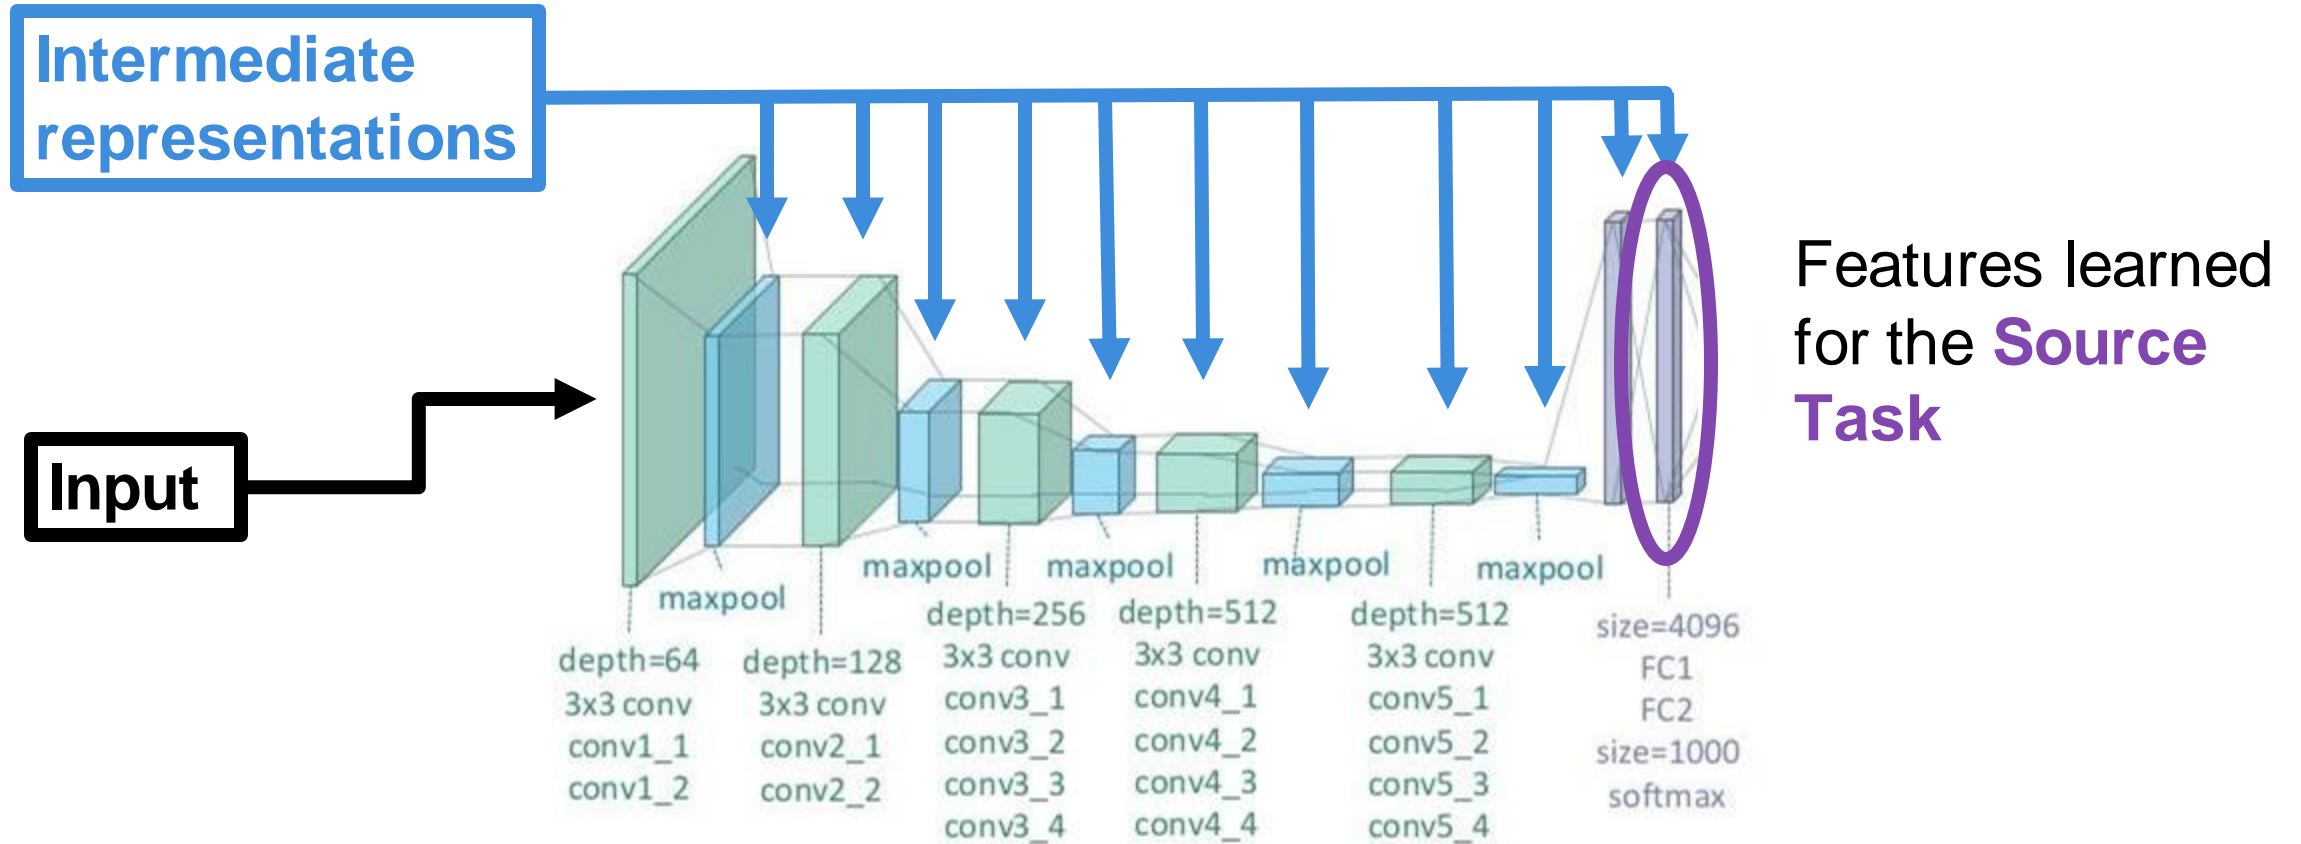 Intermediate
representations
Input
Features learned
for the Source
Task
maxpool
maxpool
maxpool
maxpool
maxpool
depth=64
3x3 conv
conv1_1
conv1_2
depth=128
3x3 conv
conv2_1
conv2_2
depth=256
3x3 conv
conv3_1
conv3_2
conv3_3
conv3_4
depth=512
3x3 conv
conv4_1
conv4_2
conv4_3
conv4_4
depth=512
3x3 conv
conv5_1
conv5_2
conv5_3
conv5_4
size=4096
FC1
FC2
size=1000
softmax